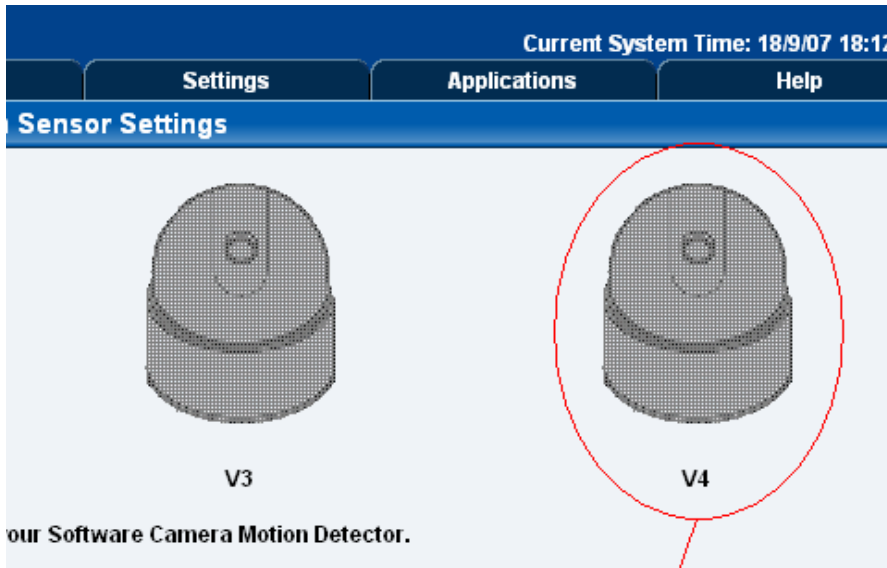 Current System Time: 18/9/07 18:12
Settings Applications Help
Sensor Settings
V3 V4
our Software Camera Motion Detector.